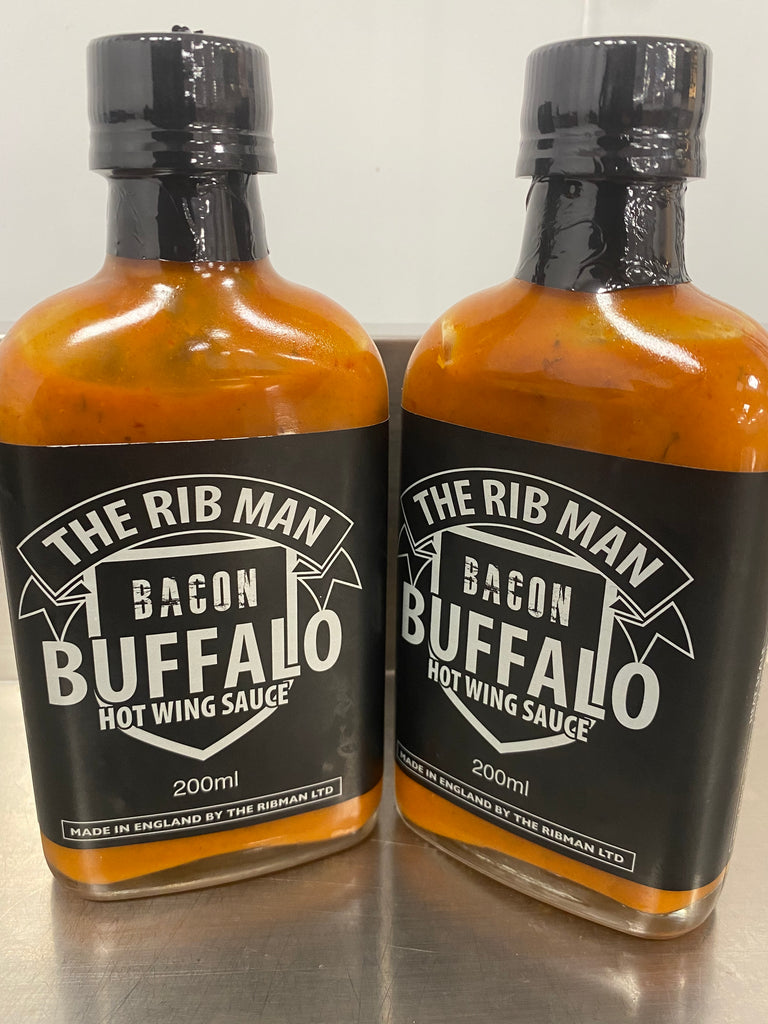 THE RIB MAN
BACON
BUFFALO
HOT WING SAUCE
200ml
MADE IN ENGLAND BY THE RIBMAN LTD
THE RIB MAN
BACON
BUFFALO
HOT WING SAUCE
200ml
MADE IN ENGLAND BY THE RIBMAN LTD